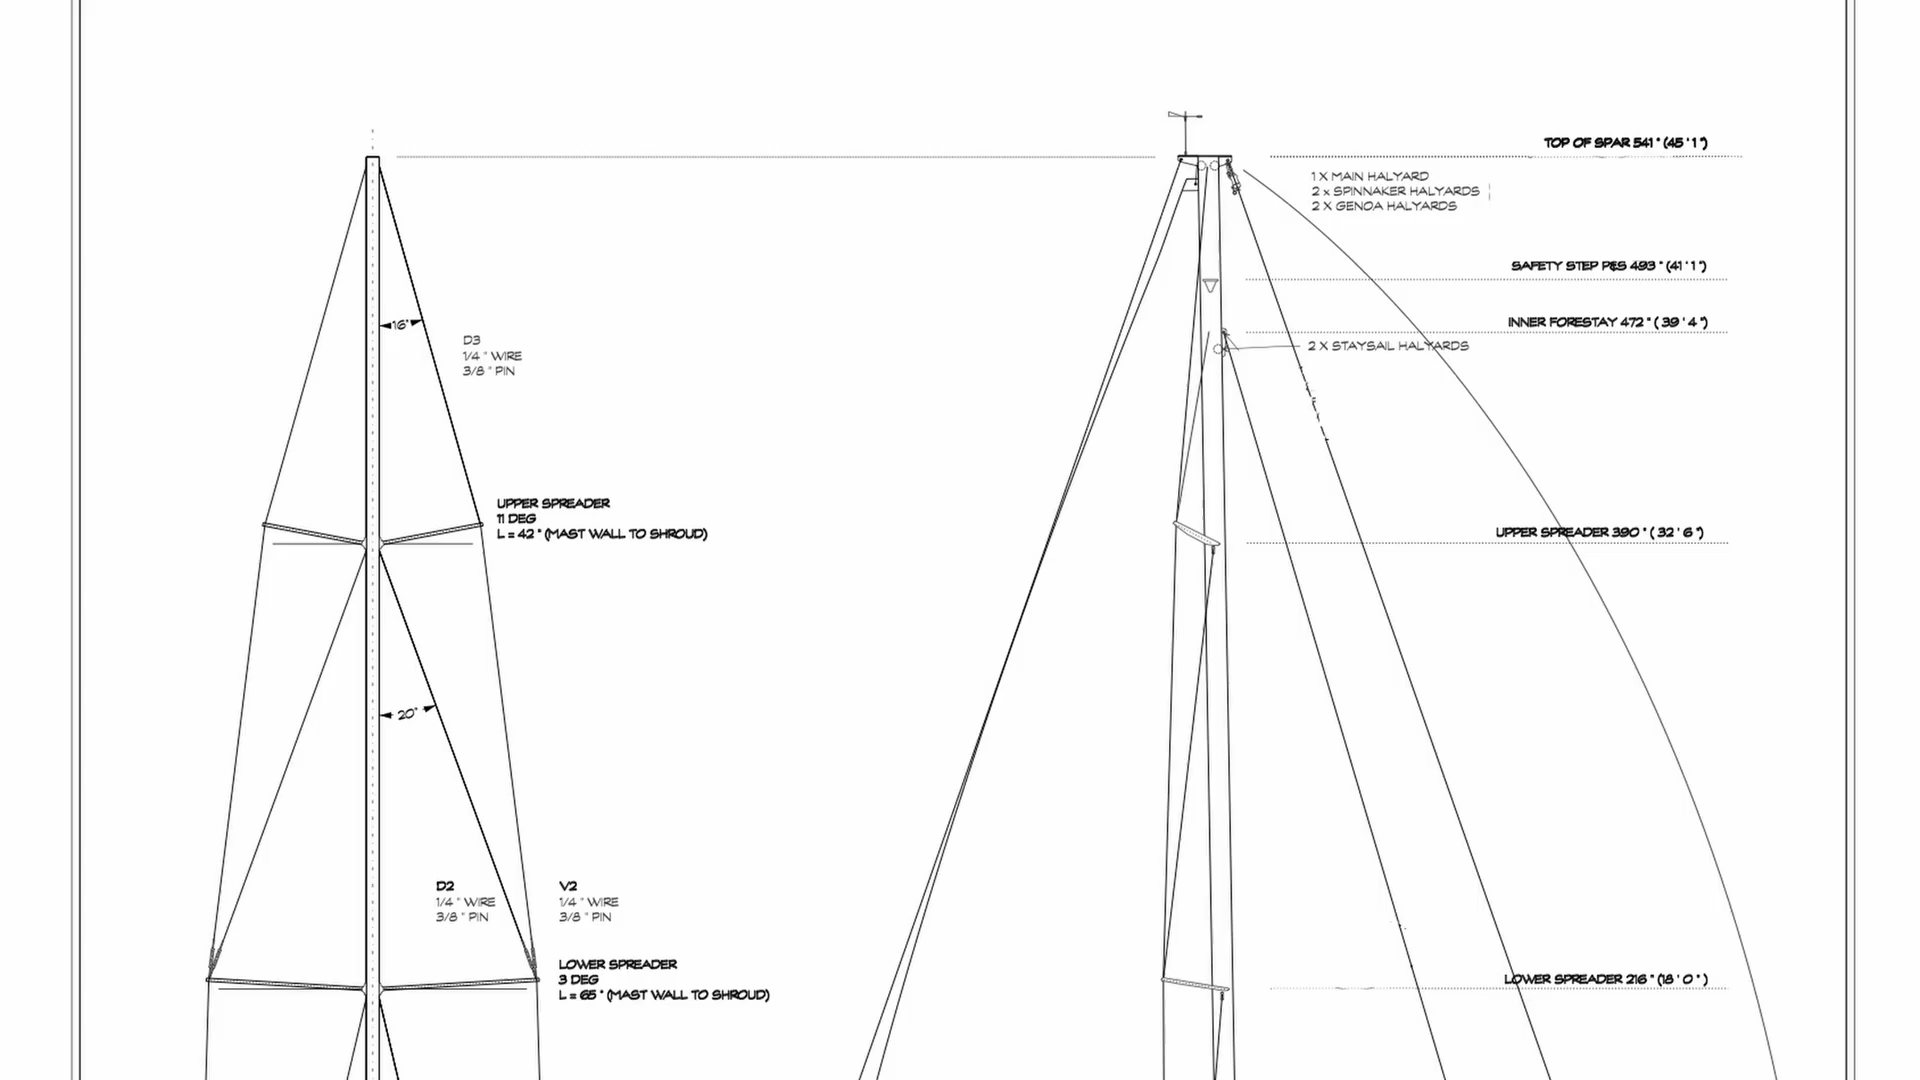 TOP OF SPAR 541 " (45 ' 1 ")
1 X MAIN HALYARD
2 x SPINNAKER HALYARDS
2 X GENOA HALYARDS
SAFETY STEP P&S 493 " (41 ' 1 ")
INNER FORESTAY 472 " ( 39 ' 4 ")
2 X STAYSAIL HALYARDS
16°
D3
1/4 " WIRE
3/8 " PIN
UPPER SPREADER
11 DEG
L = 42 " (MAST WALL TO SHROUD)
UPPER SPREADER 390 " ( 32 ' 6 ")
20°
D2
1/4 " WIRE
3/8 " PIN
V2
1/4 " WIRE
3/8 " PIN
LOWER SPREADER
3 DEG
L = 65 " (MAST WALL TO SHROUD)
LOWER SPREADER 216 " (18 ' 0 ")